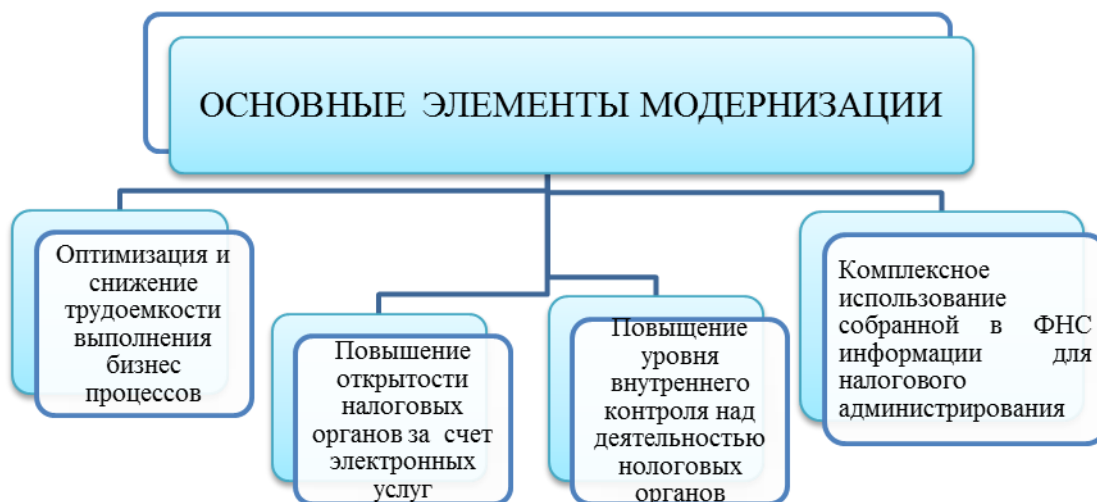 ОСНОВНЫЕ ЭЛЕМЕНТЫ МОДЕРНИЗАЦИИ
Оптимизация и
снижение
трудоемкости
выполнения
бизнес
процессов
Повышение
открытости
налоговых
органов за счет
электронных
услуг
Повыщение
уровня
внутреннего
контроля над
деятельностью
нологовых
органов
Комплексное
использование
собранной в ФНС
информации для
налогового
администрирования